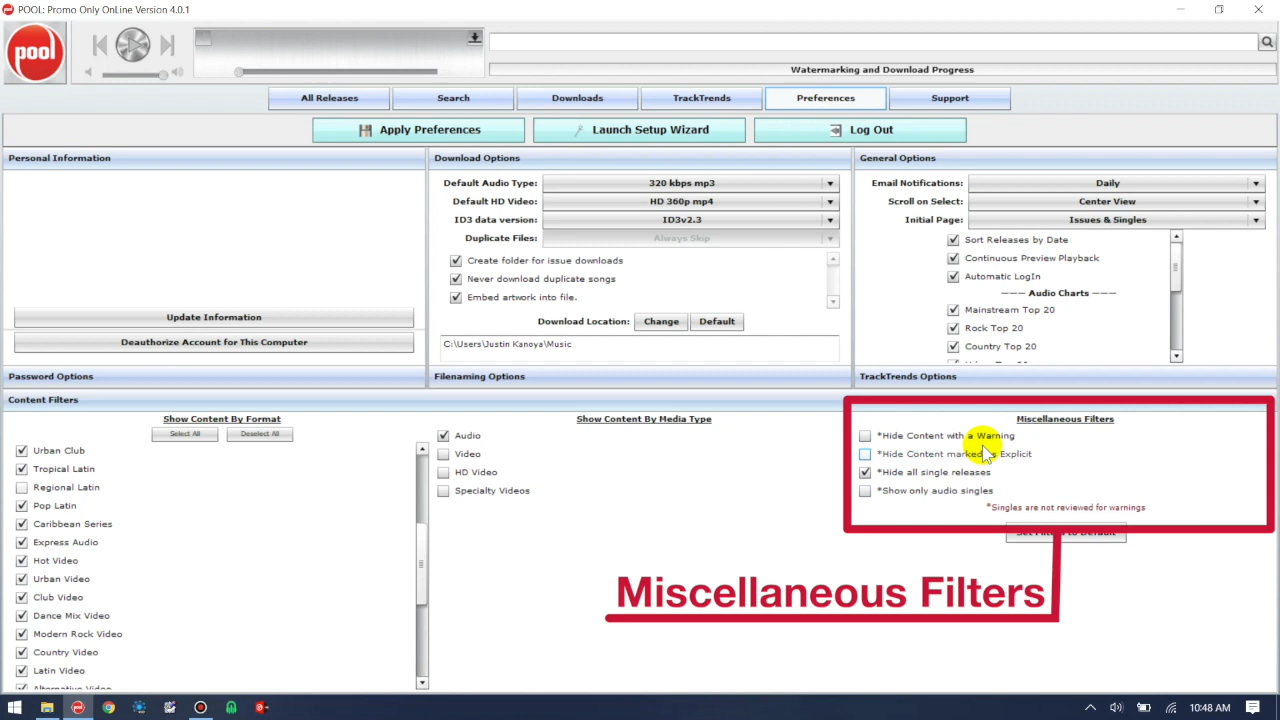 POOL: Promo Only OnLine Version 4.0.1
pool
Watermarking and Download Progress
All Releases
Search
Downloads
TrackTrends
Preferences
Support
Apply Preferences
Launch Setup Wizard
Log Out
Personal Information
Update Information
Deauthorize Account for This Computer
Password Options
Download Options
Default Audio Type:
320 kbps mp3
Default HD Video:
HD 360p mp4
ID3 data version:
ID3v2.3
Duplicate Files:
Always Skip
Create folder for issue downloads
Never download duplicate songs
Embed artwork into file.
Download Location:
Change
Default
C:\Users\Justin Kanoya\Music
Filenaming Options
General Options
Email Notifications:
Daily
Scroll on Select:
Center View
Initial Page:
Issues & Singles
Sort Releases by Date
Continuous Preview Playback
Automatic LogIn
——— Audio Charts ———
Mainstream Top 20
Rock Top 20
Country Top 20
TrackTrends Options
Content Filters
Show Content By Format
Select All
Deselect All
Urban Club
Tropical Latin
Regional Latin
Pop Latin
Caribbean Series
Express Audio
Hot Video
Urban Video
Club Video
Dance Mix Video
Modern Rock Video
Country Video
Latin Video
Alternative Video
Show Content By Media Type
Audio
Video
HD Video
Specialty Videos
Miscellaneous Filters
*Hide Content with a Warning
*Hide Content marked as Explicit
*Hide all single releases
*Show only audio singles
*Singles are not reviewed for warnings
Set Filters to Default
Miscellaneous Filters
10:48 AM